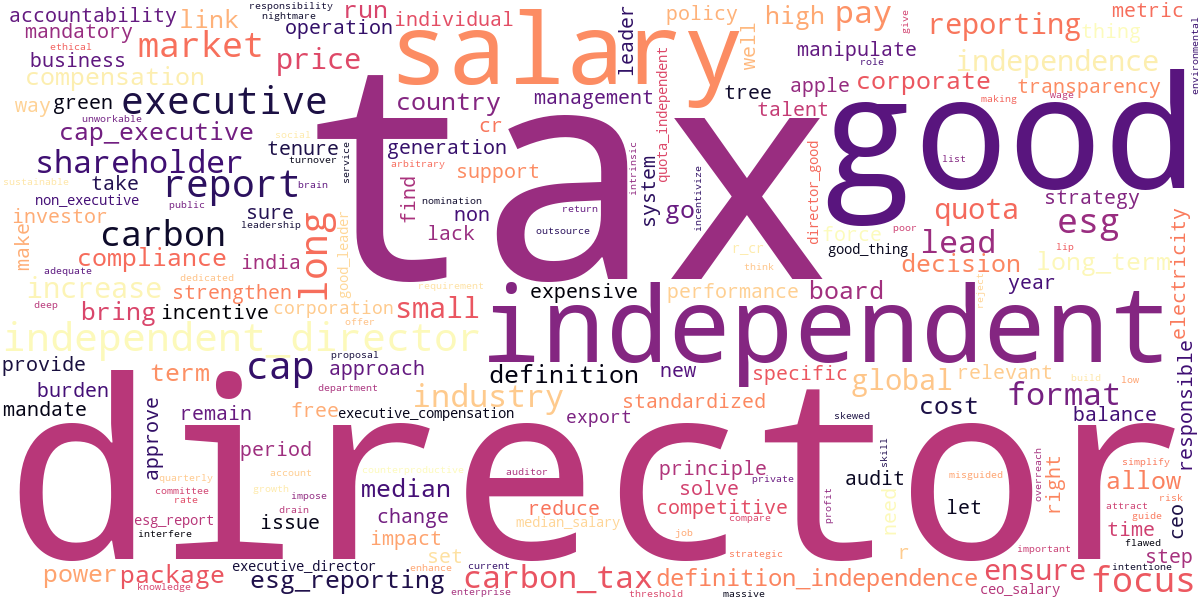 accountability link responsibility nightmare operation run individual policy high pay reporting metric
mandatory ethical market salary leader well thing give
business price manipulate role independence environmental
compensation country management tree apple corporate transparency
way green executive tax good talent making wage
unworkable cap_executive cr generation quota_independent
shareholder tenure turnover service arbitrary support system director_good list
sustainable social brain intrinsic incentivize
take report non_executive find nomination non go quota strategy esg
public sure leadership long return poor
investor carbon good_leader lack outsource r_cr force good_thing lead lip
make compliance india think decision long_term electricity
adequate dedicated strengthen requirement reject
deep increase incentive corporation small expensive performance board year
bring offer independent
independent_director
provide cap proposal approach definition new specific global relevant build low
burden term department industry standardized format responsible
mandate approve remain free executive_compensation export cost balance
director skewed
period median auditor principle private audit skill right misguided simplify
quarterly account counterproductive solve profit overreach allow
committee growth impose reduce competitive let risk attract
rate drain change median_salary compare need time guide ceo
esg_report issue impact job important flawed
interfere set strategic r step
power package executive_director enhance current carbon_tax definition_independence ensure intentione
knowledge esg_reporting enterprise threshold massive ceo_salary focus